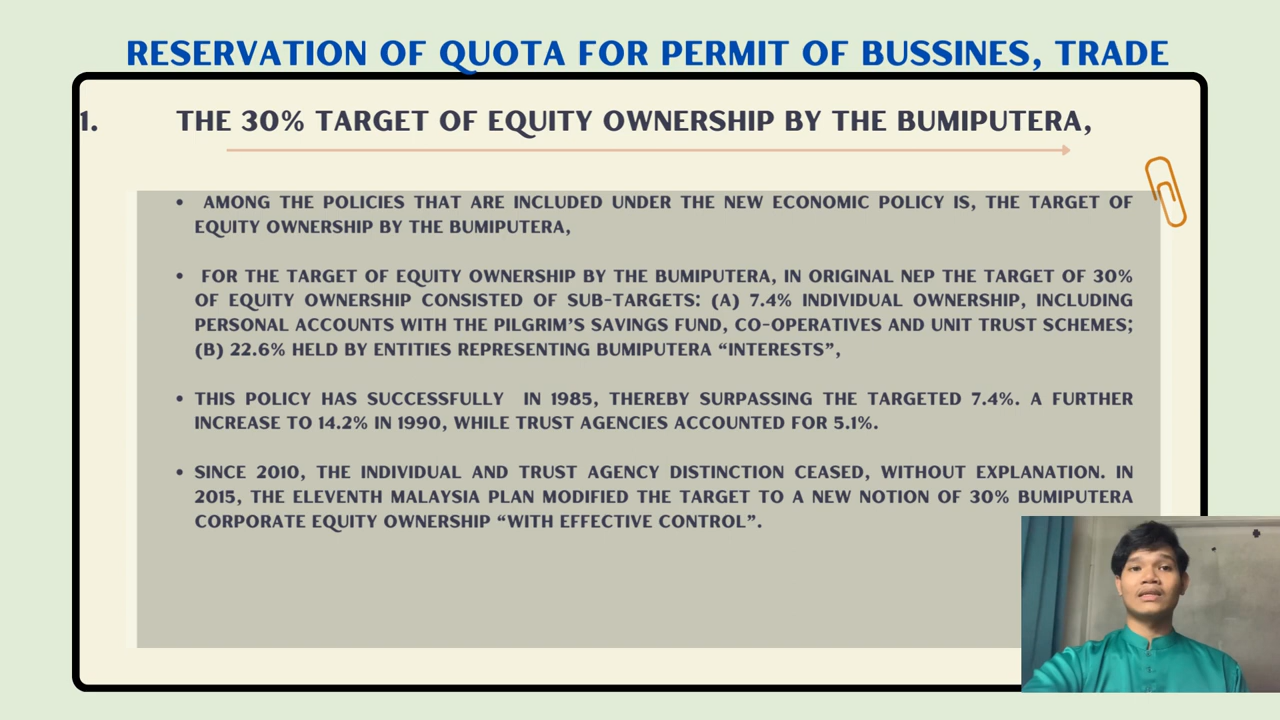 RESERVATION OF QUOTA FOR PERMIT OF BUSSINES, TRADE
1. THE 30% TARGET OF EQUITY OWNERSHIP BY THE BUMIPUTERA,
• AMONG THE POLICIES THAT ARE INCLUDED UNDER THE NEW ECONOMIC POLICY IS, THE TARGET OF
EQUITY OWNERSHIP BY THE BUMIPUTERA,
• FOR THE TARGET OF EQUITY OWNERSHIP BY THE BUMIPUTERA, IN ORIGINAL NEP THE TARGET OF 30%
OF EQUITY OWNERSHIP CONSISTED OF SUB-TARGETS: (A) 7.4% INDIVIDUAL OWNERSHIP, INCLUDING
PERSONAL ACCOUNTS WITH THE PILGRIM'S SAVINGS FUND, CO-OPERATIVES AND UNIT TRUST SCHEMES;
(B) 22.6% HELD BY ENTITIES REPRESENTING BUMIPUTERA “INTERESTS”,
• THIS POLICY HAS SUCCESSFULLY IN 1985, THEREBY SURPASSING THE TARGETED 7.4%. A FURTHER
INCREASE TO 14.2% IN 1990, WHILE TRUST AGENCIES ACCOUNTED FOR 5.1%.
• SINCE 2010, THE INDIVIDUAL AND TRUST AGENCY DISTINCTION CEASED, WITHOUT EXPLANATION. IN
2015, THE ELEVENTH MALAYSIA PLAN MODIFIED THE TARGET TO A NEW NOTION OF 30% BUMIPUTERA
CORPORATE EQUITY OWNERSHIP “WITH EFFECTIVE CONTROL”.